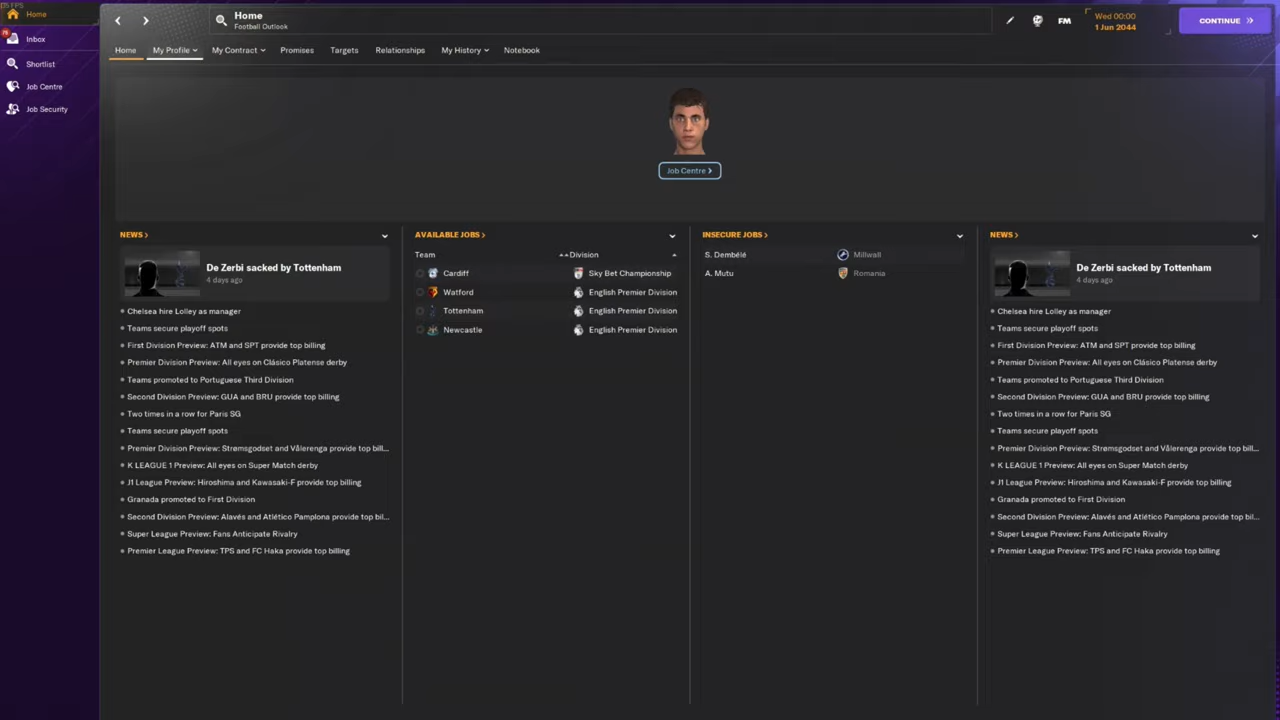 Home
Football Outlook
FM
Wed 00:00
1 Jun 2044
CONTINUE
Home
Inbox
Shortlist
Job Centre
Job Security
Home
My Profile
My Contract
Promises
Targets
Relationships
My History
Notebook
Job Centre
NEWS
De Zerbi sacked by Tottenham
4 days ago
Chelsea hire Lolley as manager
Teams secure playoff spots
First Division Preview: ATM and SPT provide top billing
Premier Division Preview: All eyes on Clásico Platense derby
Teams promoted to Portuguese Third Division
Second Division Preview: GUA and BRU provide top billing
Two times in a row for Paris SG
Teams secure playoff spots
Premier Division Preview: Strømsgodset and Vålerenga provide top bill...
K LEAGUE 1 Preview: All eyes on Super Match derby
J1 League Preview: Hiroshima and Kawasaki-F provide top billing
Granada promoted to First Division
Second Division Preview: Alavés and Atlético Pamplona provide top bil...
Super League Preview: Fans Anticipate Rivalry
Premier League Preview: TPS and FC Haka provide top billing
AVAILABLE JOBS
Team Division
Cardiff Sky Bet Championship
Watford English Premier Division
Tottenham English Premier Division
Newcastle English Premier Division
INSECURE JOBS
S. Dembélé Millwall
A. Mutu Romania
NEWS
De Zerbi sacked by Tottenham
4 days ago
Chelsea hire Lolley as manager
Teams secure playoff spots
First Division Preview: ATM and SPT provide top billing
Premier Division Preview: All eyes on Clásico Platense derby
Teams promoted to Portuguese Third Division
Second Division Preview: GUA and BRU provide top billing
Two times in a row for Paris SG
Teams secure playoff spots
Premier Division Preview: Strømsgodset and Vålerenga provide top bill...
K LEAGUE 1 Preview: All eyes on Super Match derby
J1 League Preview: Hiroshima and Kawasaki-F provide top billing
Granada promoted to First Division
Second Division Preview: Alavés and Atlético Pamplona provide top bil...
Super League Preview: Fans Anticipate Rivalry
Premier League Preview: TPS and FC Haka provide top billing